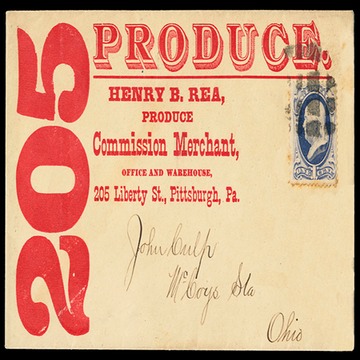 205
PRODUCE.
HENRY B. REA,
PRODUCE
Commission Merchant,
OFFICE AND WAREHOUSE,
205 Liberty St., Pittsburgh, Pa.
John Culp
McCoys Sta
Ohio